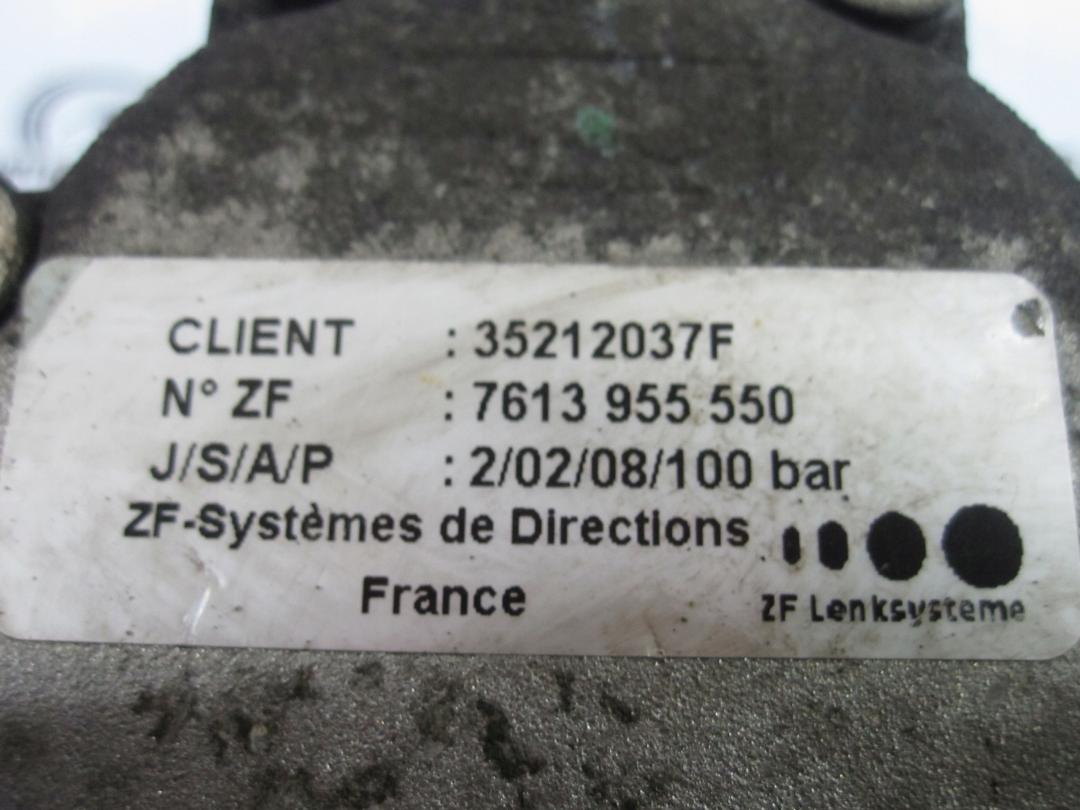 CLIENT : 35212037F
N° ZF : 7613 955 550
J/S/A/P : 2/02/08/100 bar
ZF-Systèmes de Directions
France
ZF Lenksysteme